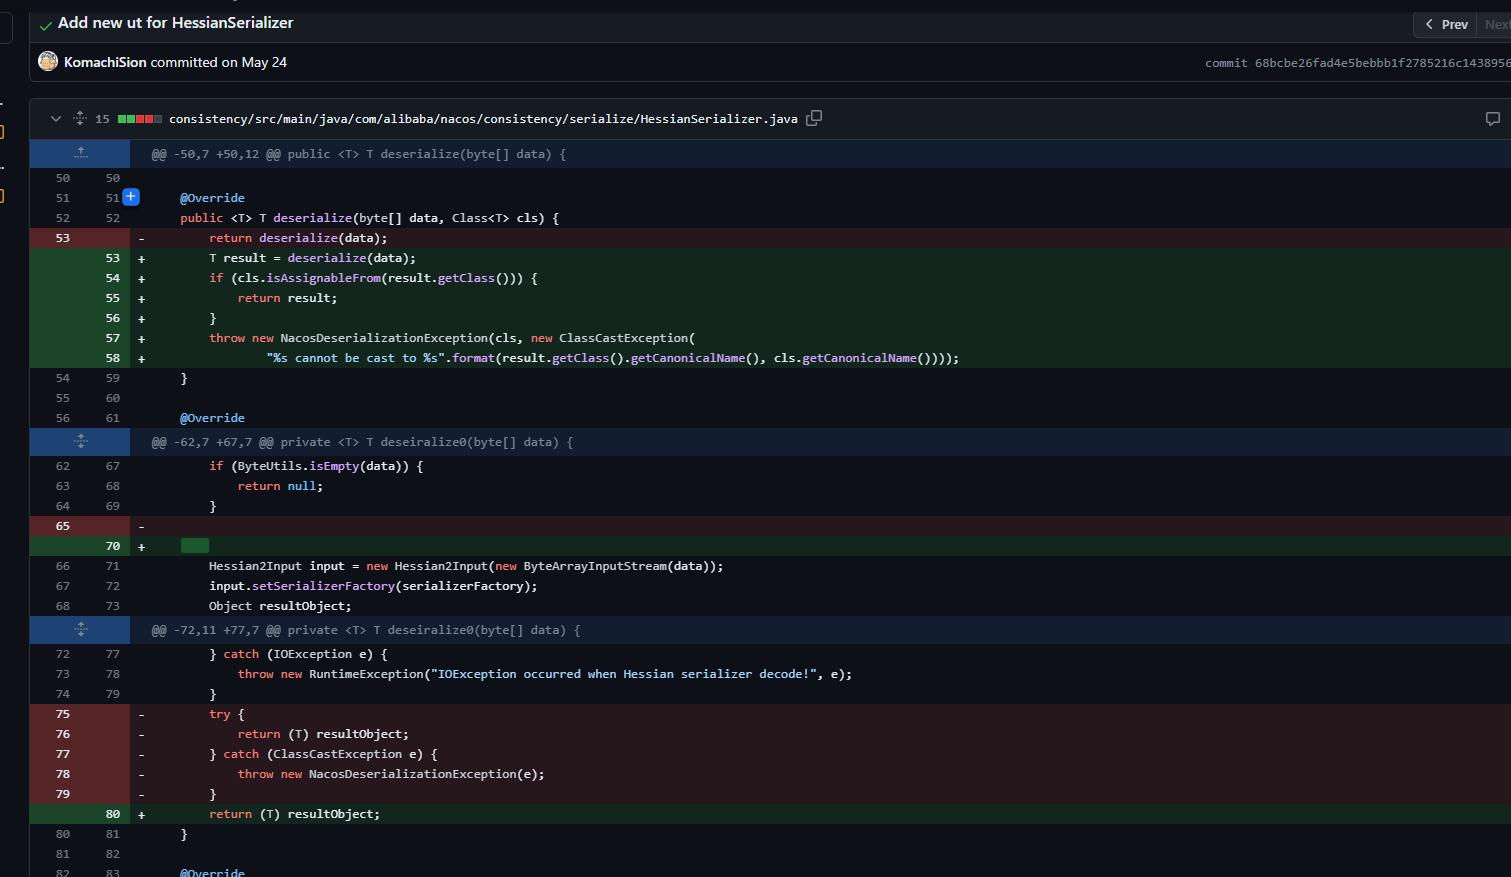 Add new ut for HessianSerializer
Prev
Next
KomachiSion committed on May 24
commit 68bcbe26fad4e5bebbb1f2785216c1438956
15 consistency/src/main/java/com/alibaba/nacos/consistency/serialize/HessianSerializer.java
@@ -50,7 +50,12 @@ public <T> T deserialize(byte[] data) {
50 50
51 51 + @Override
52 52 public <T> T deserialize(byte[] data, Class<T> cls) {
53 - return deserialize(data);
53 + T result = deserialize(data);
54 + if (cls.isAssignableFrom(result.getClass())) {
55 + return result;
56 + }
57 + throw new NacosDeserializationException(cls, new ClassCastException(
58 + "%s cannot be cast to %s".format(result.getClass().getCanonicalName(), cls.getCanonicalName())));
54 59 }
55 60
56 61 @Override
@@ -62,7 +67,7 @@ private <T> T deseiralize0(byte[] data) {
62 67 if (ByteUtils.isEmpty(data)) {
63 68 return null;
64 69 }
65 -
70 +
66 71 Hessian2Input input = new Hessian2Input(new ByteArrayInputStream(data));
67 72 input.setSerializerFactory(serializerFactory);
68 73 Object resultObject;
@@ -72,11 +77,7 @@ private <T> T deseiralize0(byte[] data) {
72 77 } catch (IOException e) {
73 78 throw new RuntimeException("IOException occurred when Hessian serializer decode!", e);
74 79 }
75 - try {
76 - return (T) resultObject;
77 - } catch (ClassCastException e) {
78 - throw new NacosDeserializationException(e);
79 - }
80 + return (T) resultObject;
80 81 }
81 82
82 83 @Override